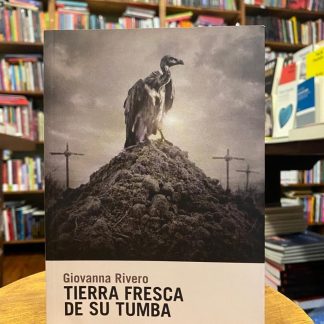 Giovanna Rivero
TIERRA FRESCA
DE SU TUMBA